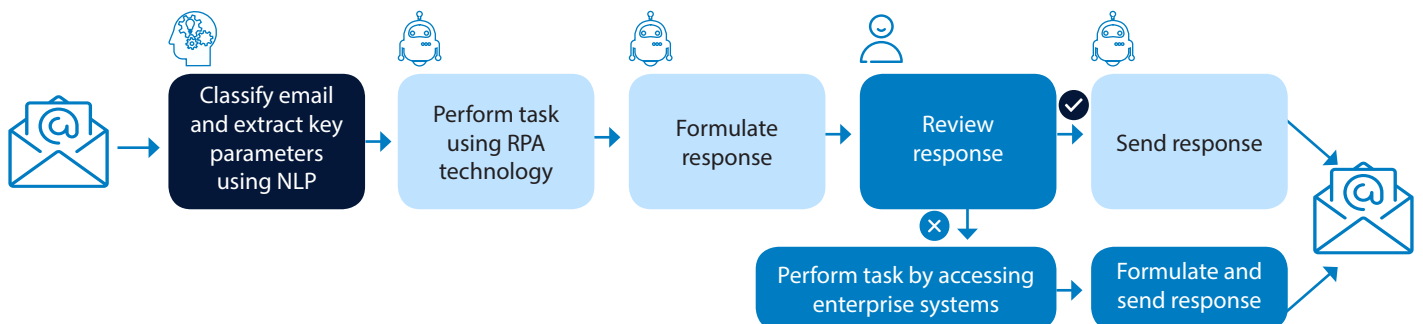 Classify email
and extract key
parameters
using NLP
Perform task
using RPA
technology
Formulate
response
Review
response
Send response
Perform task by accessing
enterprise systems
Formulate and
send response